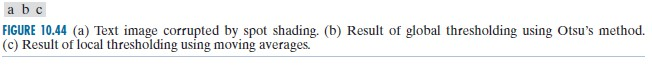 a b c
FIGURE 10.44 (a) Text image corrupted by spot shading. (b) Result of global thresholding using Otsu's method.
(c) Result of local thresholding using moving averages.